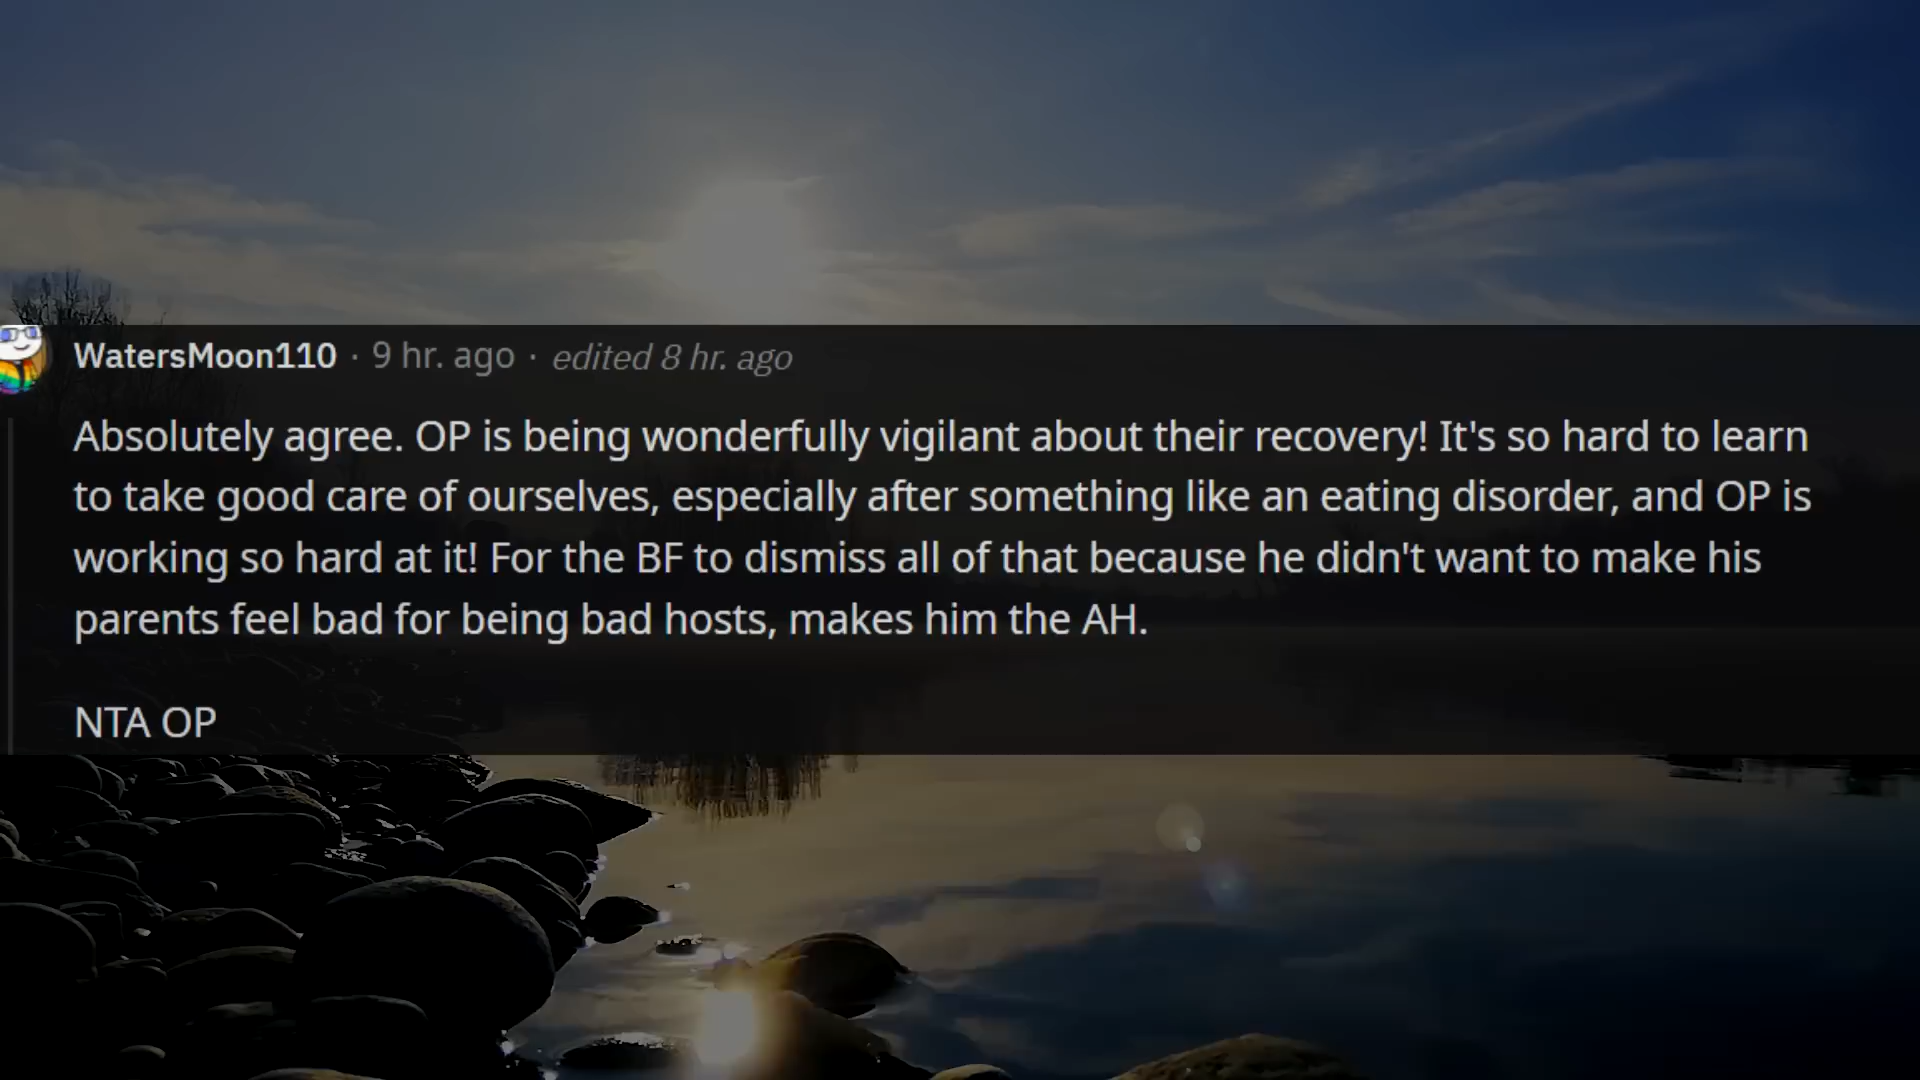 WatersMoon110 · 9 hr. ago · edited 8 hr. ago
Absolutely agree. OP is being wonderfully vigilant about their recovery! It's so hard to learn
to take good care of ourselves, especially after something like an eating disorder, and OP is
working so hard at it! For the BF to dismiss all of that because he didn't want to make his
parents feel bad for being bad hosts, makes him the AH.
NTA OP